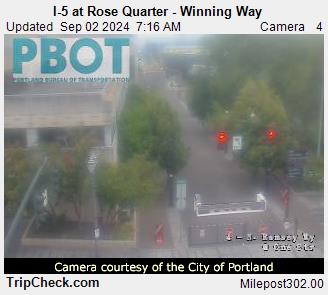 I-5 at Rose Quarter - Winning Way
Updated Sep 02 2024 7:16 AM Camera 4
PBOT
PORTLAND BUREAU OF TRANSPORTATION
Camera courtesy of the City of Portland
TripCheck.com Milepost302.00